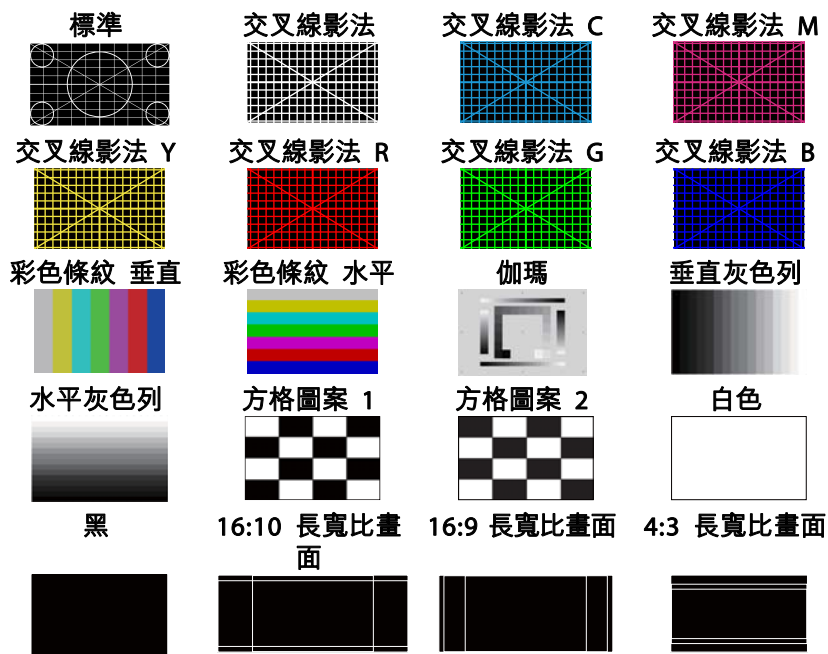 標準
交叉線影法
交叉線影法 C
交叉線影法 M
交叉線影法 Y
交叉線影法 R
交叉線影法 G
交叉線影法 B
彩色條紋 垂直
彩色條紋 水平
伽瑪
垂直灰色列
水平灰色列
方格圖案 1
方格圖案 2
白色
黑
16:10 長寬比畫
面
16:9 長寬比畫面
4:3 長寬比畫面